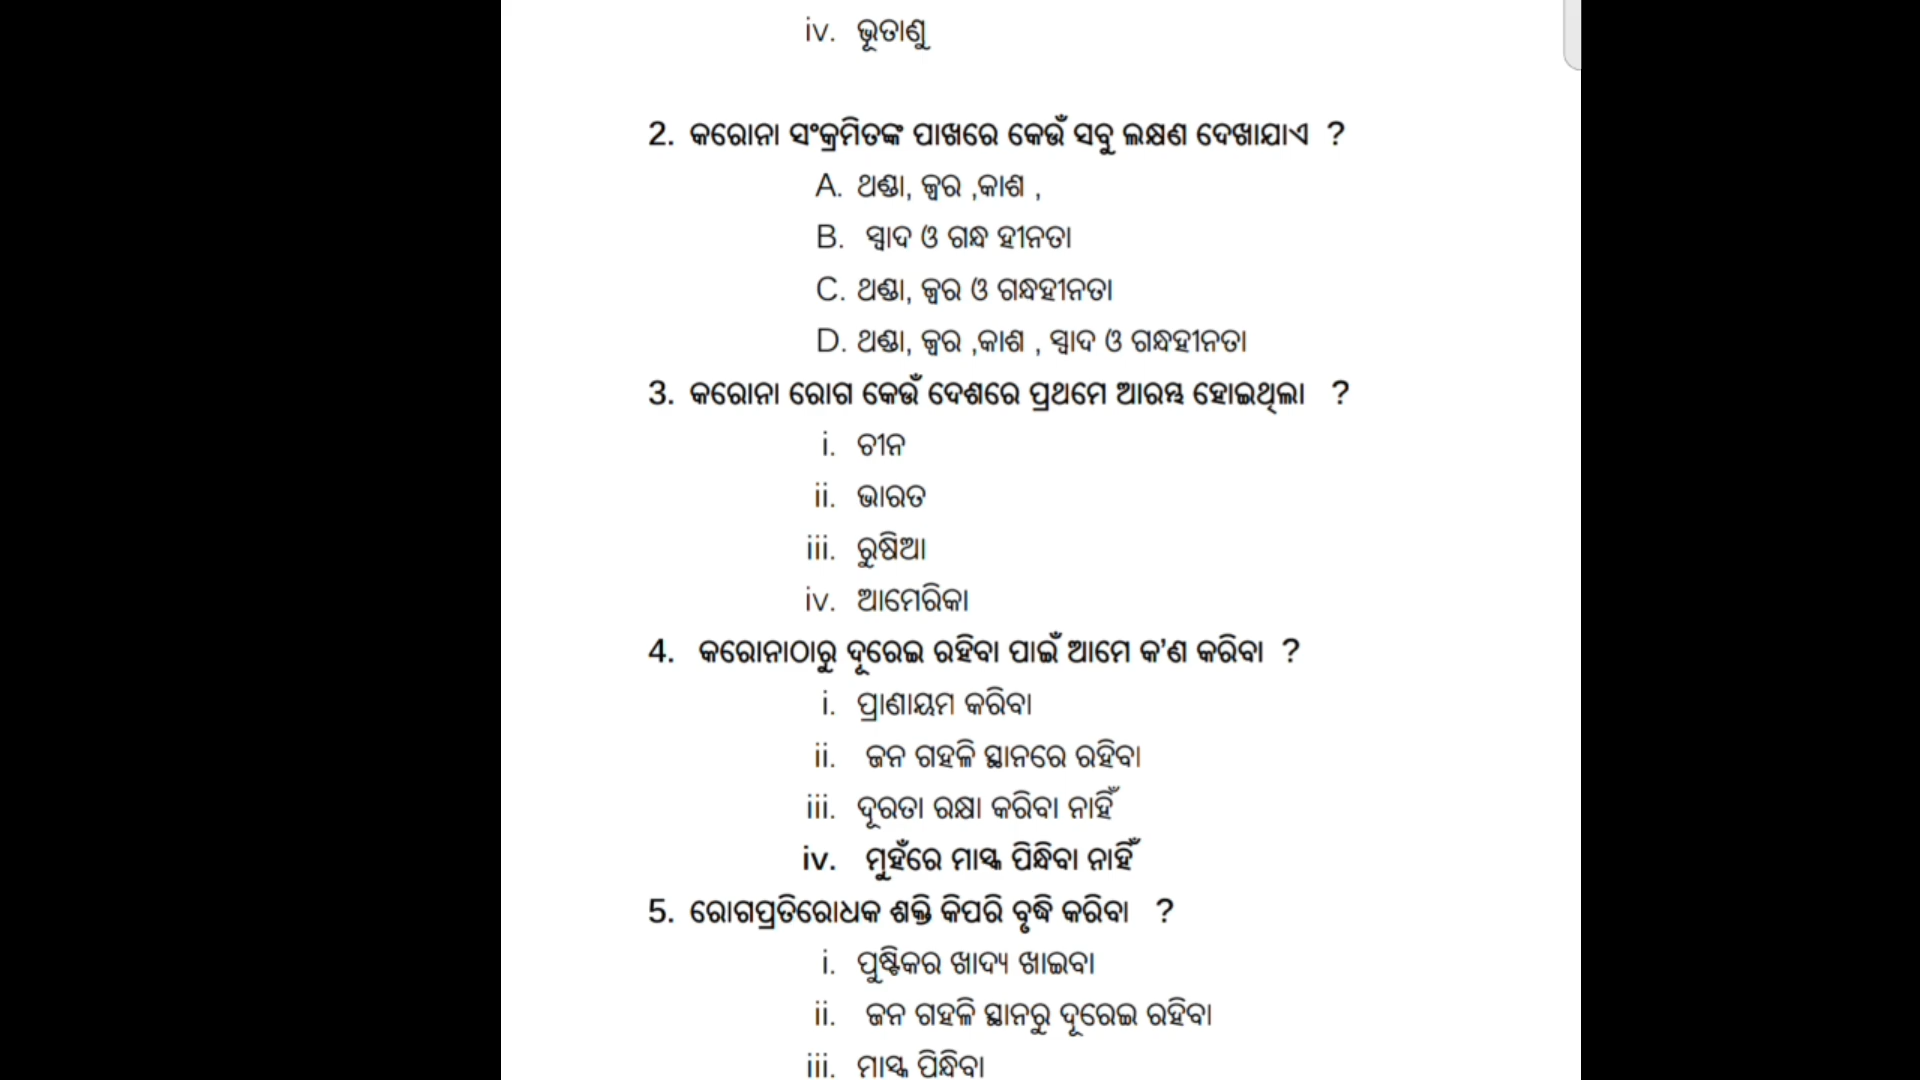 iv. ଭୂତାଣୁ
2. କରୋନା ସଂକ୍ରମିତଙ୍କ ପାଖରେ କେଉଁ ସବୁ ଲକ୍ଷଣ ଦେଖାଯାଏ ?
A. ଥଣ୍ଡା, ଜ୍ଵର ,କାଶ ,
B. ସ୍ଵାଦ ଓ ଗନ୍ଧ ହୀନତା
C. ଥଣ୍ଡା, ଜ୍ଵର ଓ ଗନ୍ଧହୀନତା
D. ଥଣ୍ଡା, ଜ୍ଵର ,କାଶ , ସ୍ଵାଦ ଓ ଗନ୍ଧହୀନତା
3. କରୋନା ରୋଗ କେଉଁ ଦେଶରେ ପ୍ରଥମେ ଆରମ୍ଭ ହୋଇଥିଲା ?
i. ଚୀନ
ii. ଭାରତ
iii. ରୁଷିଆ
iv. ଆମେରିକା
4. କରୋନାଠାରୁ ଦୂରେଇ ରହିବା ପାଇଁ ଆମେ କ’ଣ କରିବା ?
i. ପ୍ରାଣାୟମ କରିବା
ii. ଜନ ଗହଳି ସ୍ଥାନରେ ରହିବା
iii. ଦୂରତା ରକ୍ଷା କରିବା ନାହିଁ
iv. ମୁହଁରେ ମାସ୍କ ପିନ୍ଧିବା ନାହିଁ
5. ରୋଗପ୍ରତିରୋଧକ ଶକ୍ତି କିପରି ବୃଦ୍ଧି କରିବା ?
i. ପୁଷ୍ଟିକର ଖାଦ୍ୟ ଖାଇବା
ii. ଜନ ଗହଳି ସ୍ଥାନରୁ ଦୂରେଇ ରହିବା
iii. ମାସ୍କ ପିନ୍ଧିବା